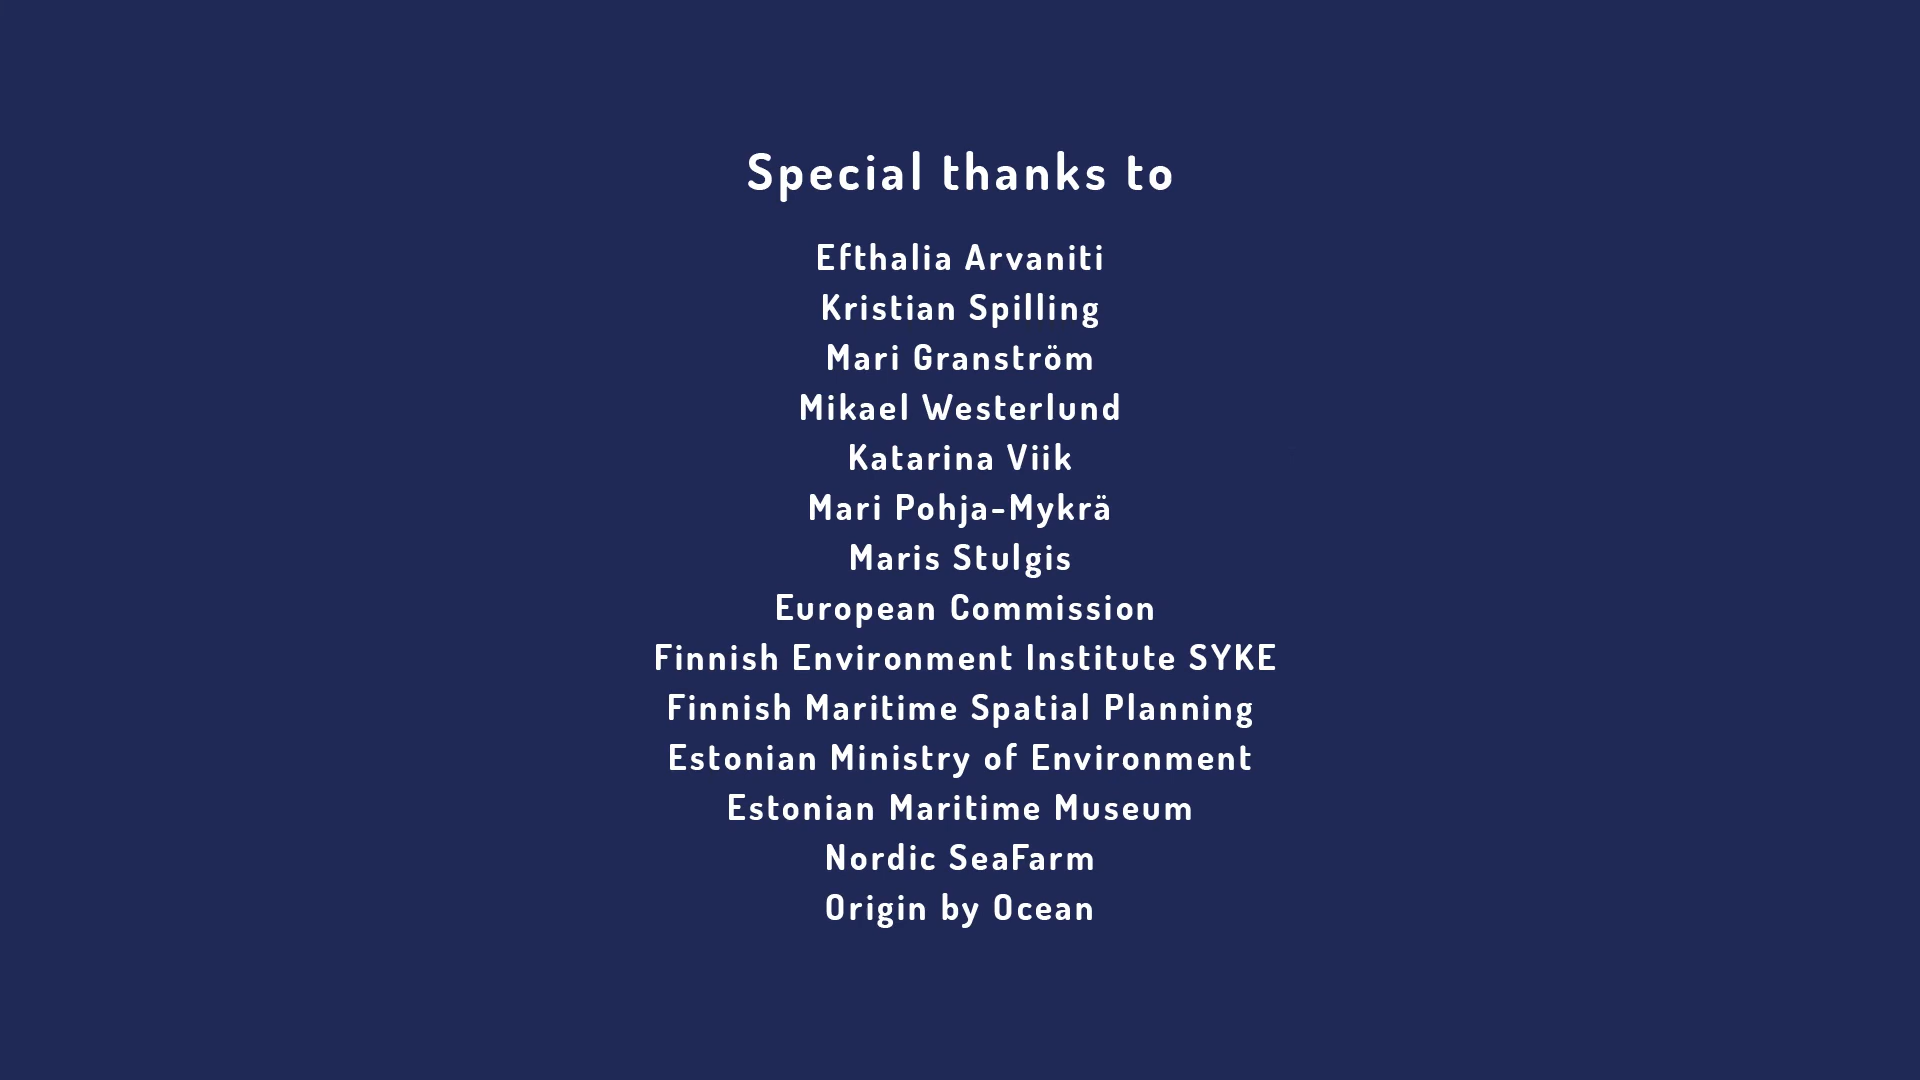 Special thanks to
Efthalia Arvaniti
Kristian Spilling
Mari Granström
Mikael Westerlund
Katarina Viik
Mari Pohja-Mykrä
Maris Stulgis
European Commission
Finnish Environment Institute SYKE
Finnish Maritime Spatial Planning
Estonian Ministry of Environment
Estonian Maritime Museum
Nordic SeaFarm
Origin by Ocean